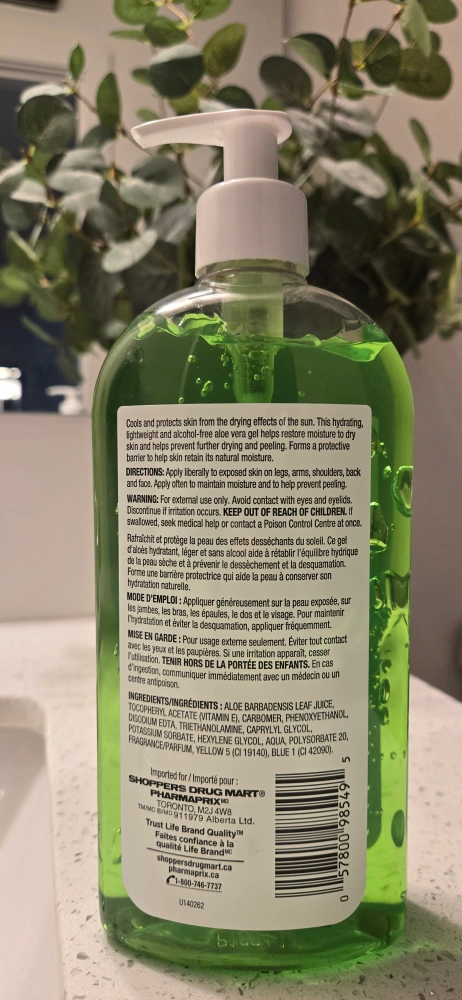 Cools and protects skin from the drying effects of the sun. This hydrating,
lightweight and alcohol-free aloe vera gel helps restore moisture to dry
skin and helps prevent further drying and peeling. Forms a protective
barrier to help skin retain its natural moisture.
DIRECTIONS: Apply liberally to exposed skin on legs, arms, shoulders, back
and face. Apply often to maintain moisture and to help prevent peeling.
WARNING: For external use only. Avoid contact with eyes and eyelids.
Discontinue if irritation occurs. KEEP OUT OF REACH OF CHILDREN. If
swallowed, seek medical help or contact a Poison Control Centre at once.
Rafraîchit et protège la peau des effets desséchants du soleil. Ce gel
d'aloès hydratant, léger et sans alcool aide à rétablir l'équilibre hydrique
de la peau sèche et à prévenir le dessèchement et la desquamation.
Forme une barrière protectrice qui aide la peau à conserver son
hydratation naturelle.
MODE D'EMPLOI : Appliquer généreusement sur la peau exposée, sur
les jambes, les bras, les épaules, le dos et le visage. Pour maintenir
l'hydratation et éviter la desquamation, appliquer fréquemment.
MISE EN GARDE : Pour usage externe seulement. Éviter tout contact
avec les yeux et les paupières. Si une irritation apparaît, cesser
l'utilisation. TENIR HORS DE LA PORTÉE DES ENFANTS. En cas
d'ingestion, communiquer immédiatement avec un médecin ou un
centre antipoison.
INGREDIENTS/INGRÉDIENTS : ALOE BARBADENSIS LEAF JUICE,
TOCOPHERYL ACETATE (VITAMIN E), CARBOMER, PHENOXYETHANOL,
DISODIUM EDTA, TRIETHANOLAMINE, CAPRYLYL GLYCOL,
POTASSIUM SORBATE, HEXYLENE GLYCOL, AQUA, POLYSORBATE 20,
FRAGRANCE/PARFUM, YELLOW 5 (CI 19140), BLUE 1 (CI 42090).
Imported for / Importé pour :
SHOPPERS DRUG MART®
PHARMAPRIX MD
TORONTO, M2J 4W8
TM/MC ®/MD 911979 Alberta Ltd.
Trust Life Brand Quality™
Faites confiance à la
qualité Life Brand MC
shoppersdrugmart.ca
pharmaprix.ca
1-800-746-7737
U140262
0 57800 98549 5